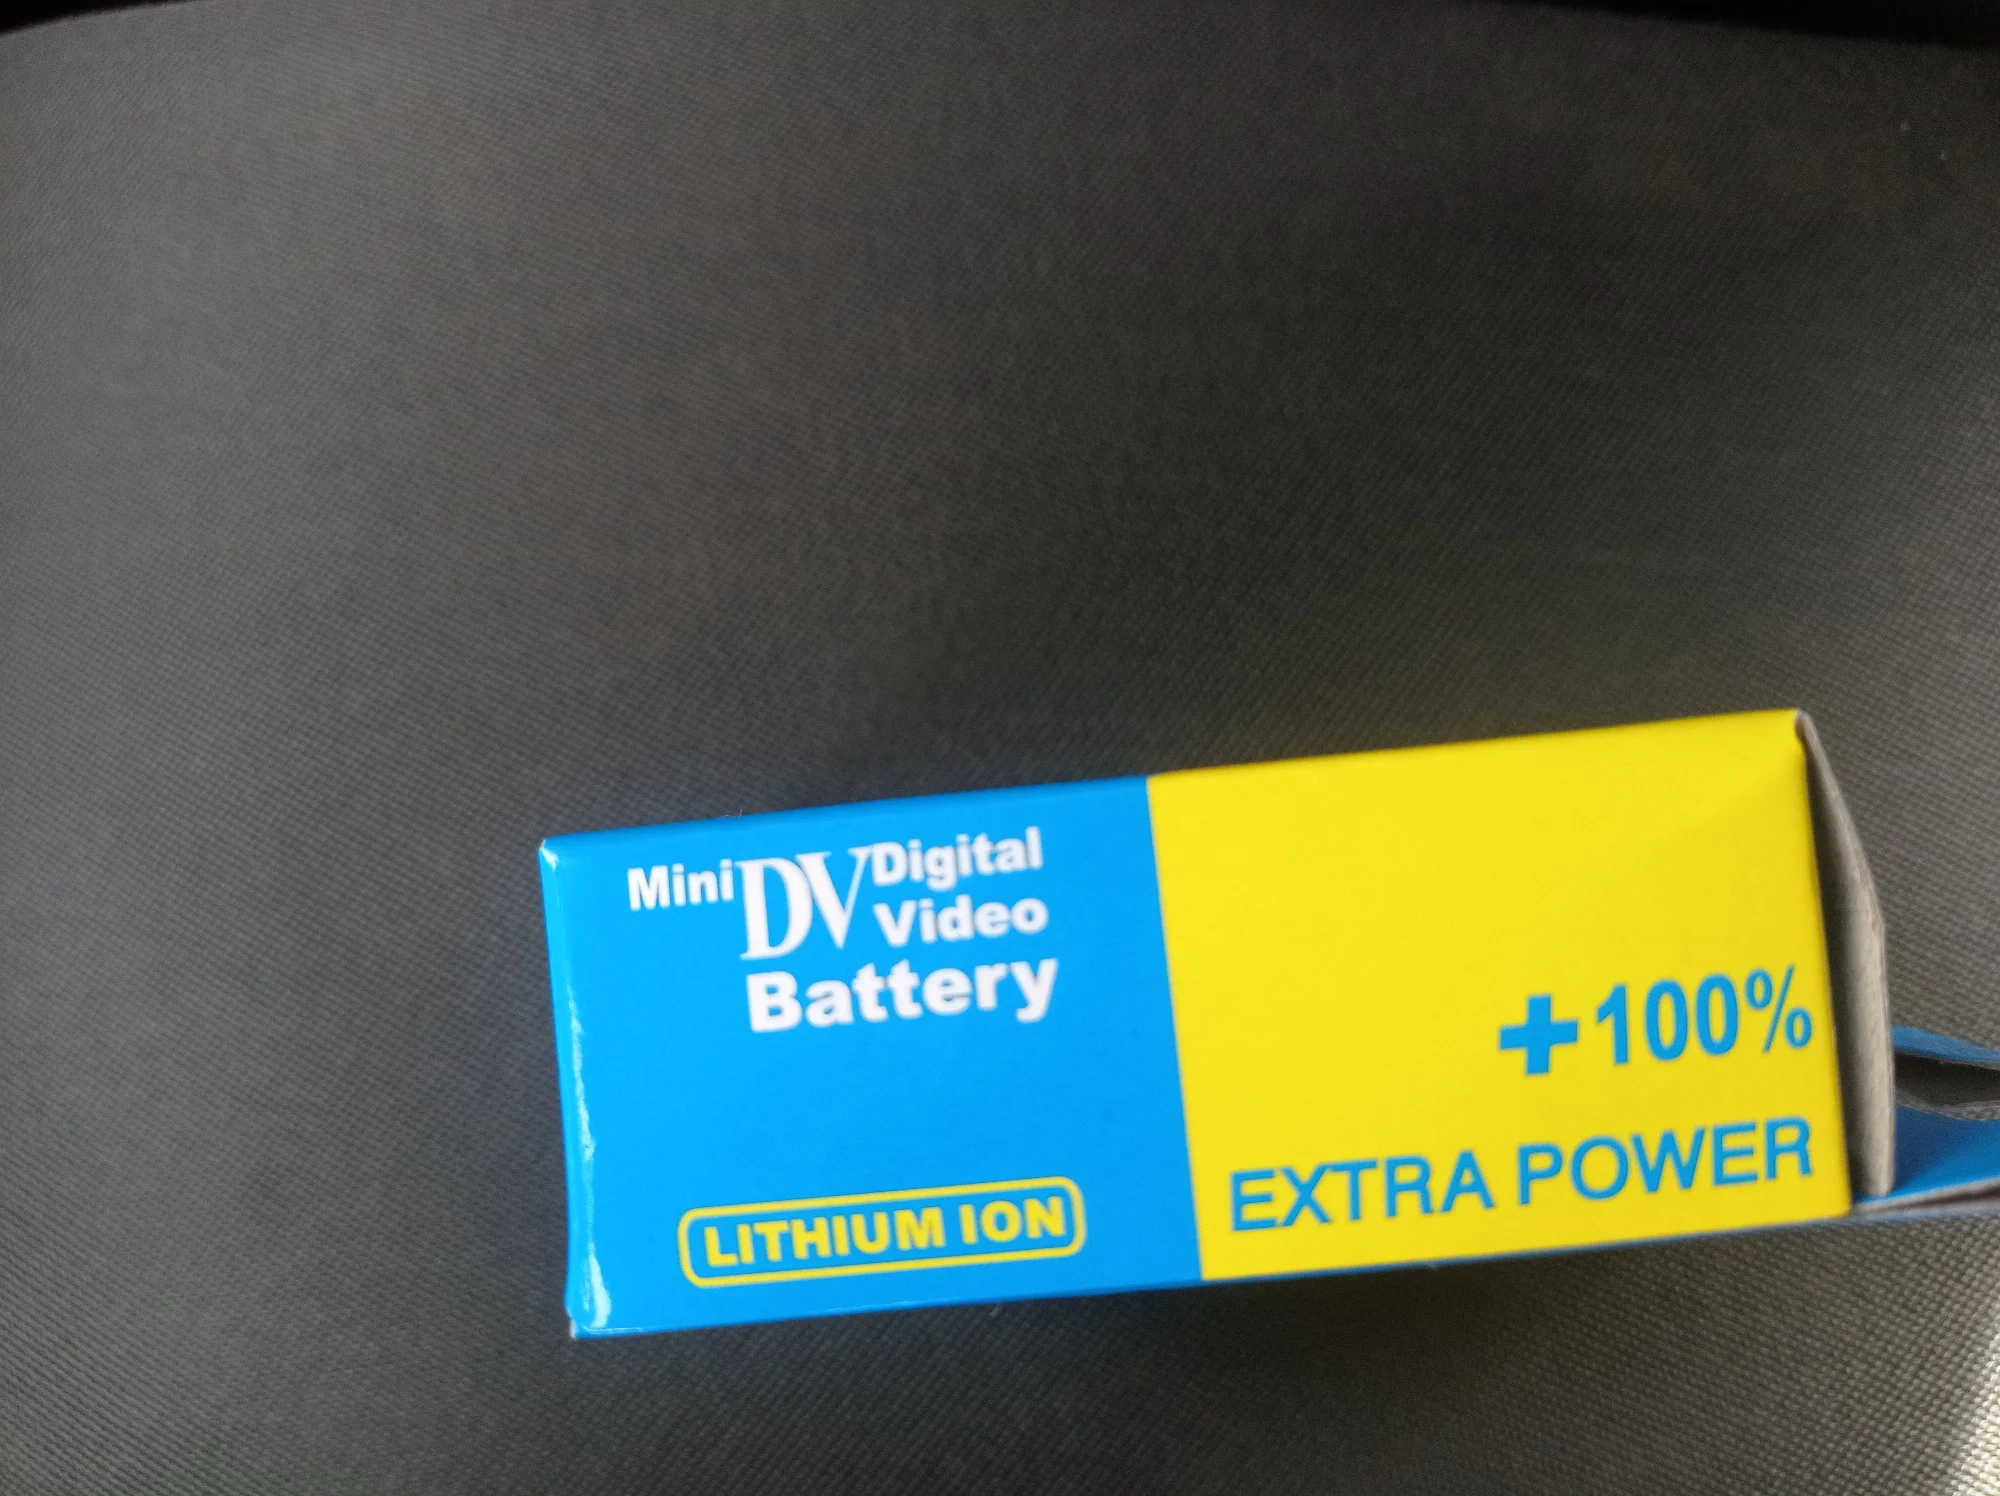 Mini DV Digital
Video
Battery
LITHIUM ION
+100%
EXTRA POWER